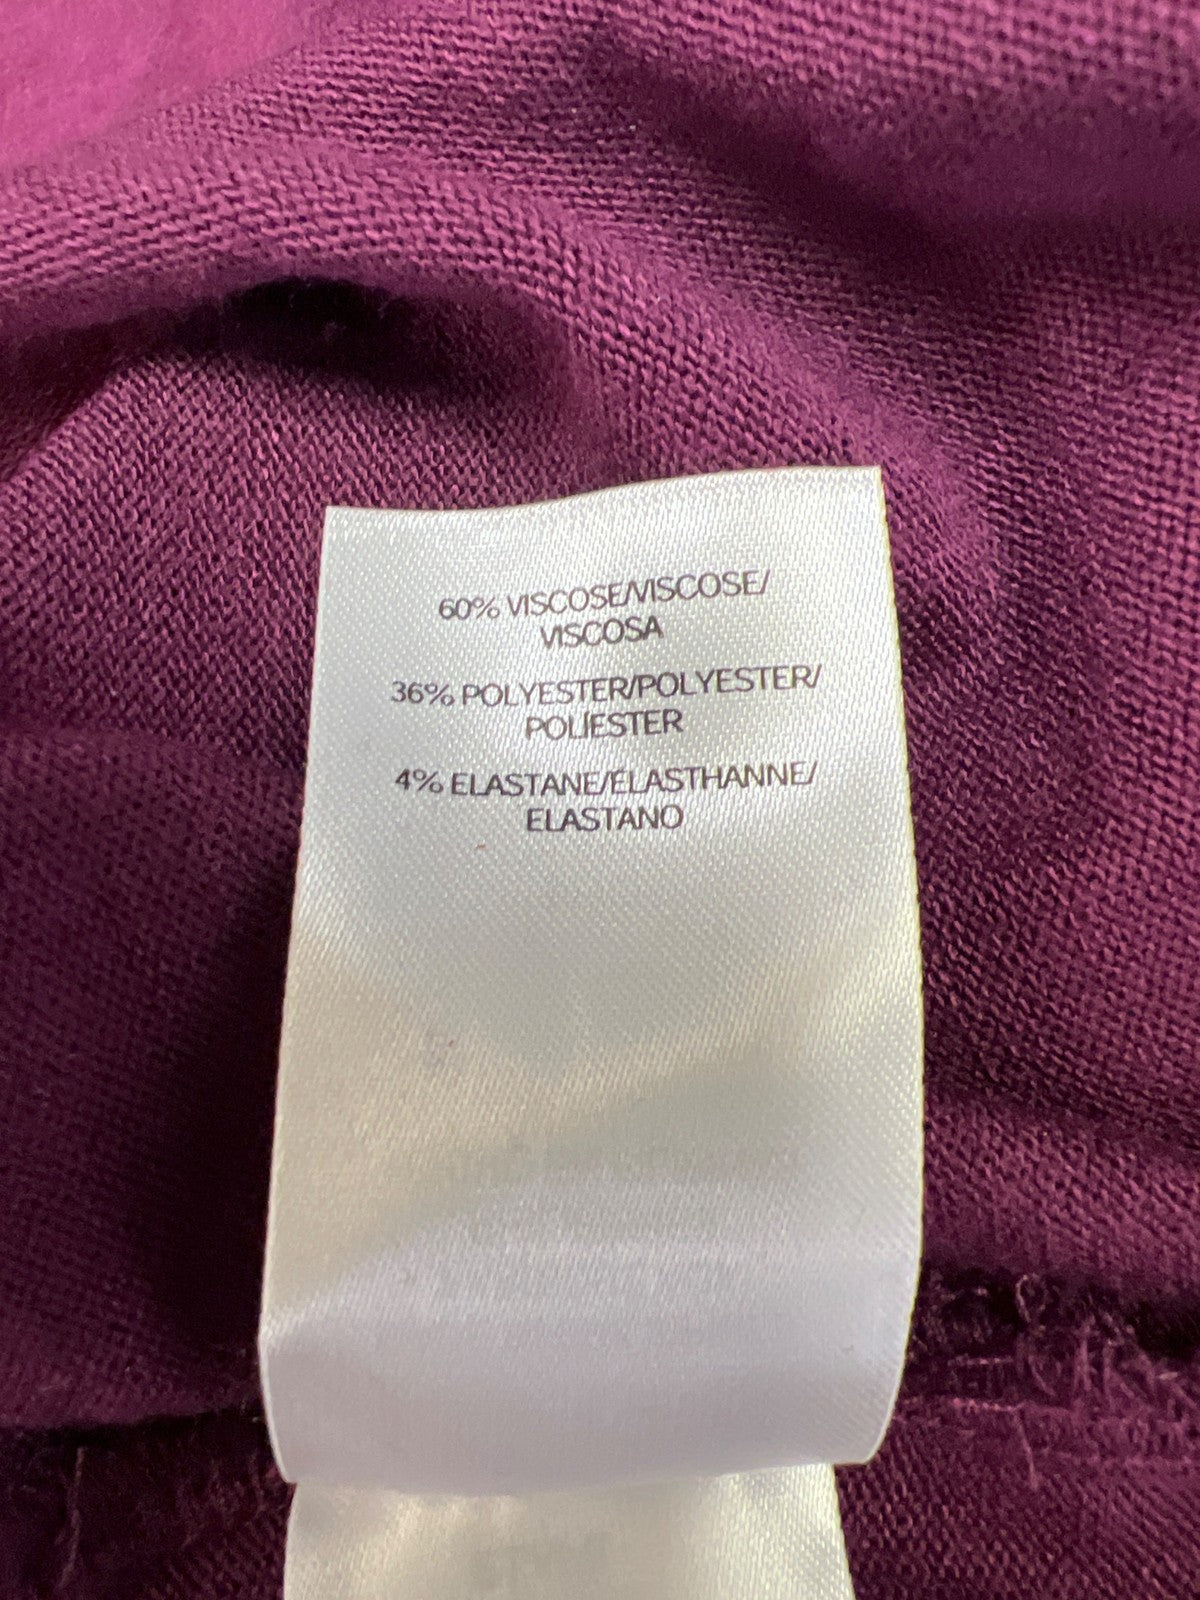 60% VISCOSE/VISCOSE/
VISCOSA
36% POLYESTER/POLYESTER/
POLIESTER
4% ELASTANE/ELASTHANNE/
ELASTANO